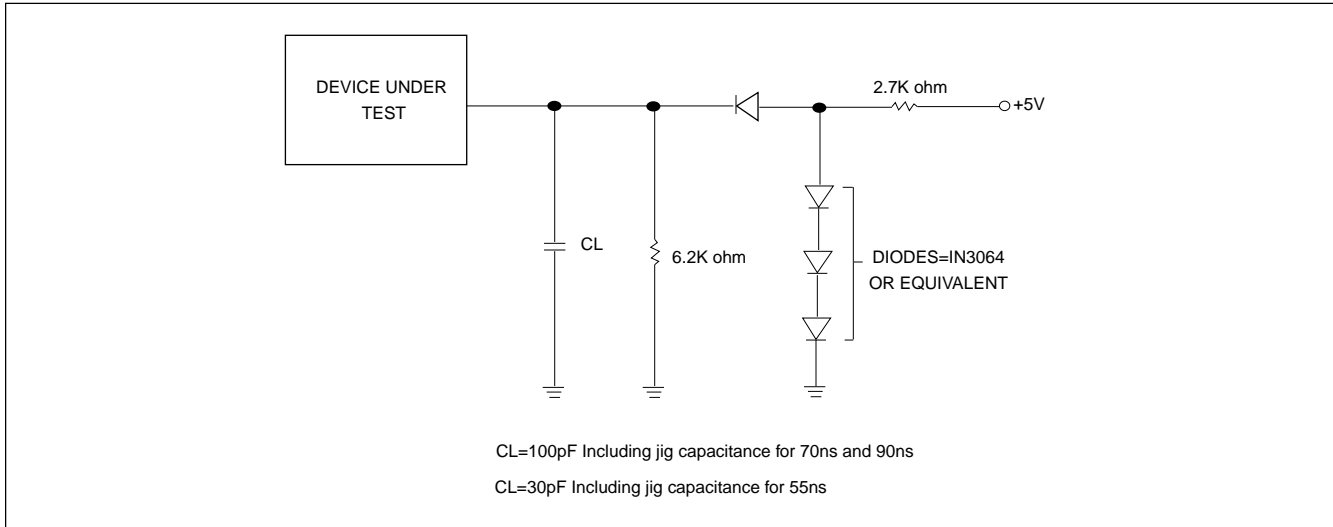 DEVICE UNDER
TEST
2.7K ohm
+5V
CL
6.2K ohm
DIODES=IN3064
OR EQUIVALENT
CL=100pF Including jig capacitance for 70ns and 90ns
CL=30pF Including jig capacitance for 55ns